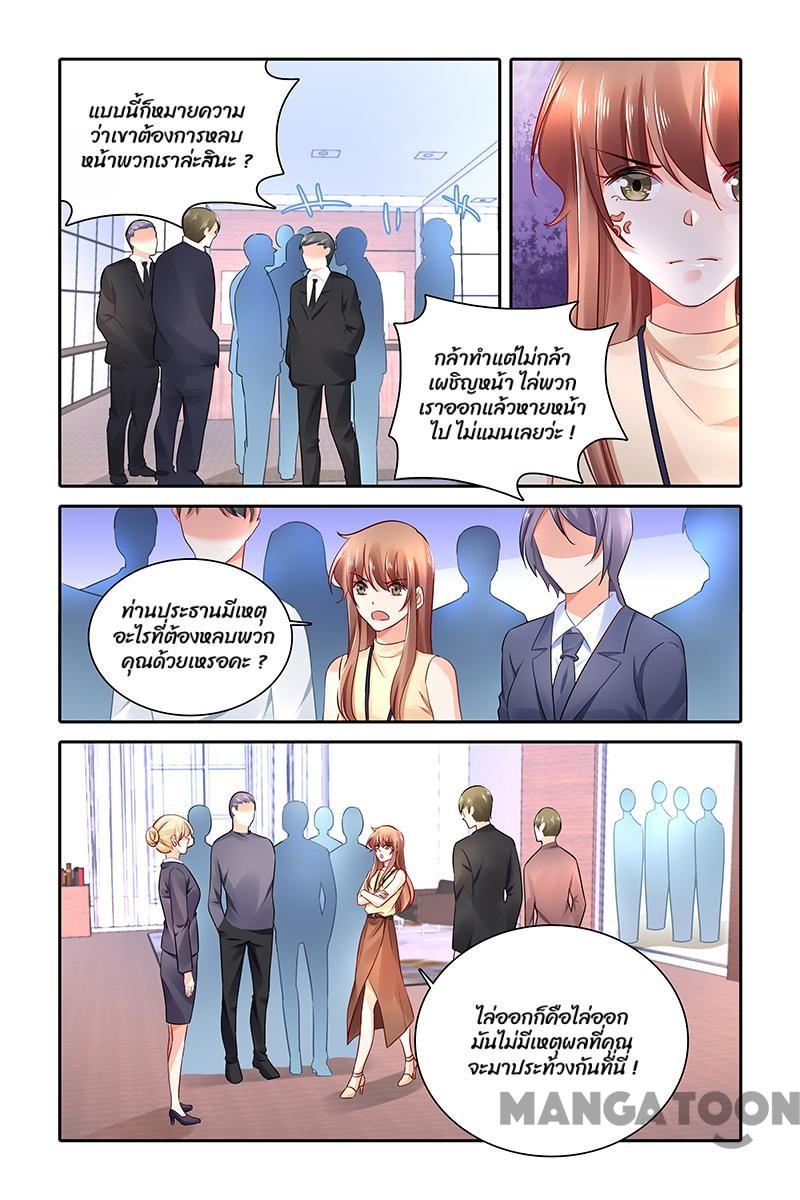 แบบนี้ก็หมายความ
ว่าเขาต้องการหลบ
หน้าพวกเราล่ะสินะ ?
กล้าทำแต่ไม่กล้า
เผชิญหน้า ไล่พวก
เราออกแล้วหายหน้า
ไป ไม่แมนเลยว่ะ !
ท่านประธานมีเหตุ
อะไรที่ต้องหลบพวก
คุณด้วยเหรอคะ ?
ไล่ออกก็คือไล่ออก
มันไม่มีเหตุผลที่คุณ
จะมาประท้วงกันที่นี่ !
MANGATOON